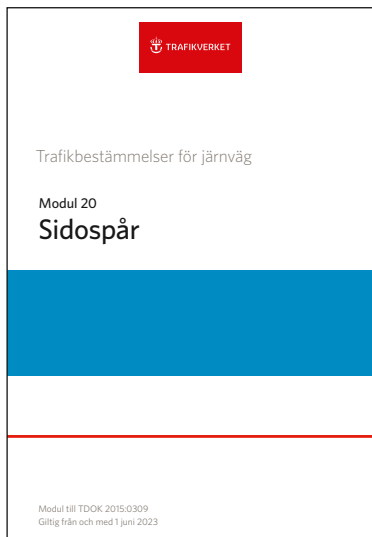 TRAFIKVERKET
Trafikbestämmelser för järnväg
Modul 20
Sidospår
Modul till TDOK 2015:0309
Giltig från och med 1 juni 2023